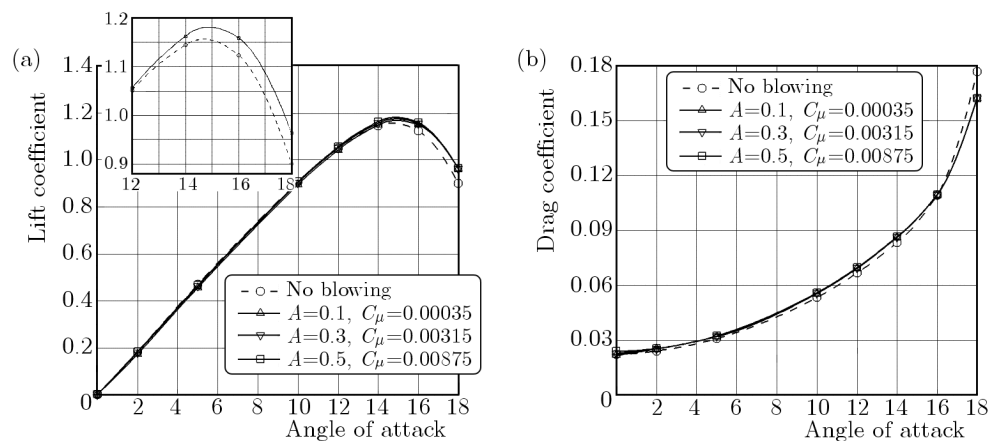 (a)
Lift coefficient
1.4
1.2
1.0
0.8
0.6
0.4
0.2
0
2 4 6 8 10 12 14 16 18
Angle of attack
1.2
1.1
1.0
0.9
12 14 16 18
No blowing
A=0.1, Cμ=0.00035
A=0.3, Cμ=0.00315
A=0.5, Cμ=0.00875
(b)
Drag coefficient
0.18
0.15
0.12
0.09
0.06
0.03
0
2 4 6 8 10 12 14 16 18
Angle of attack
No blowing
A=0.1, Cμ=0.00035
A=0.3, Cμ=0.00315
A=0.5, Cμ=0.00875